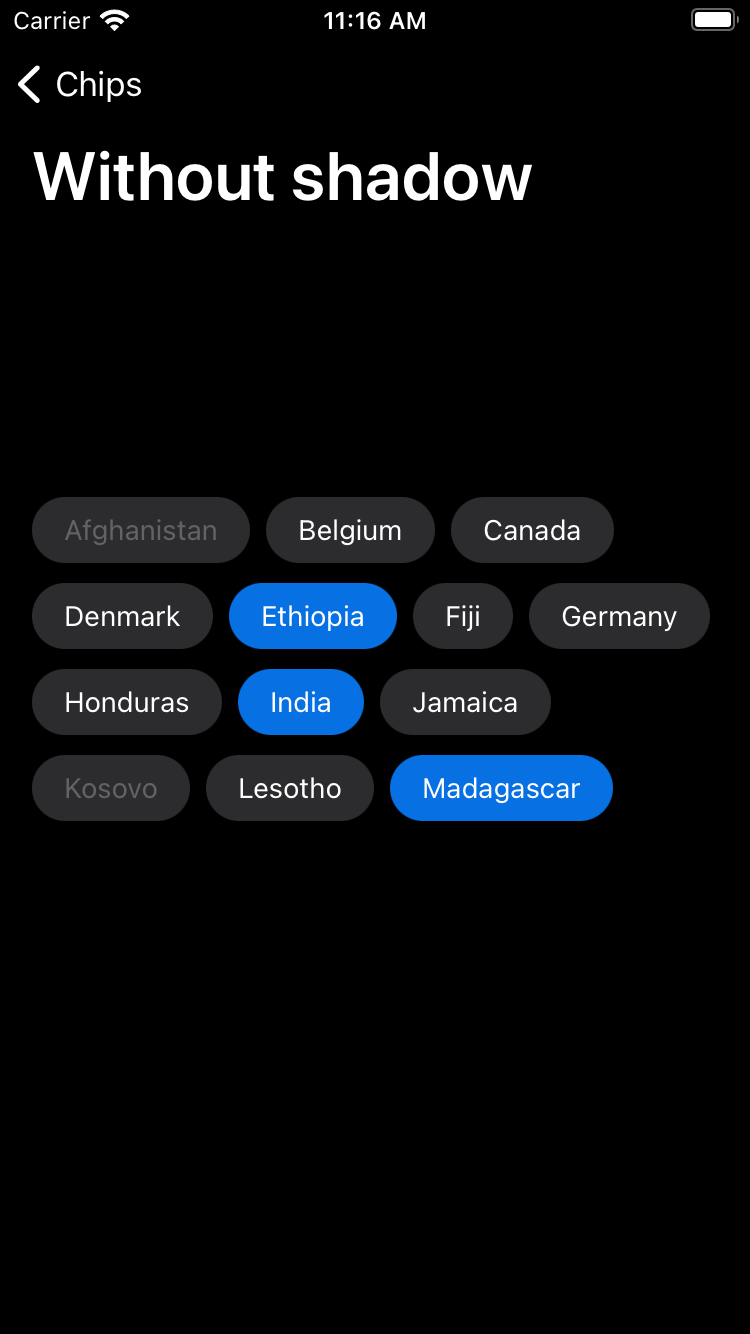 Carrier 11:16 AM
Chips
Without shadow
Afghanistan Belgium Canada
Denmark Ethiopia Fiji Germany
Honduras India Jamaica
Kosovo Lesotho Madagascar